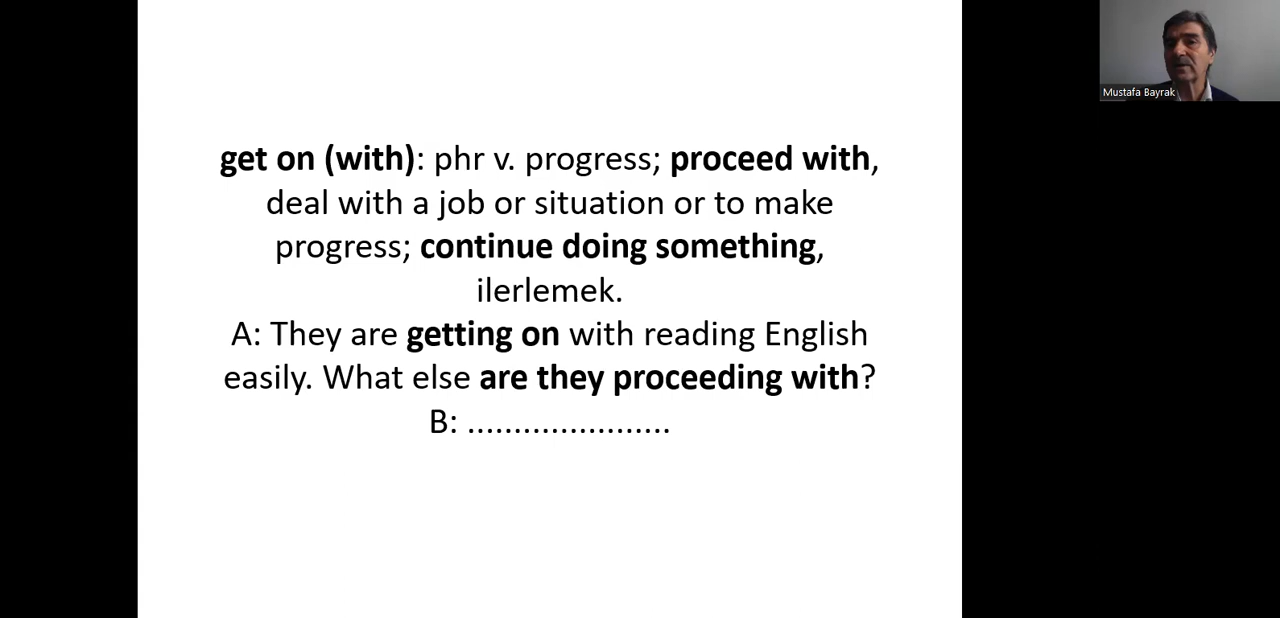 get on (with): phr v. progress; proceed with,
deal with a job or situation or to make
progress; continue doing something,
ilerlemek.
A: They are getting on with reading English
easily. What else are they proceeding with?
B: ......................
Mustafa Bayrak